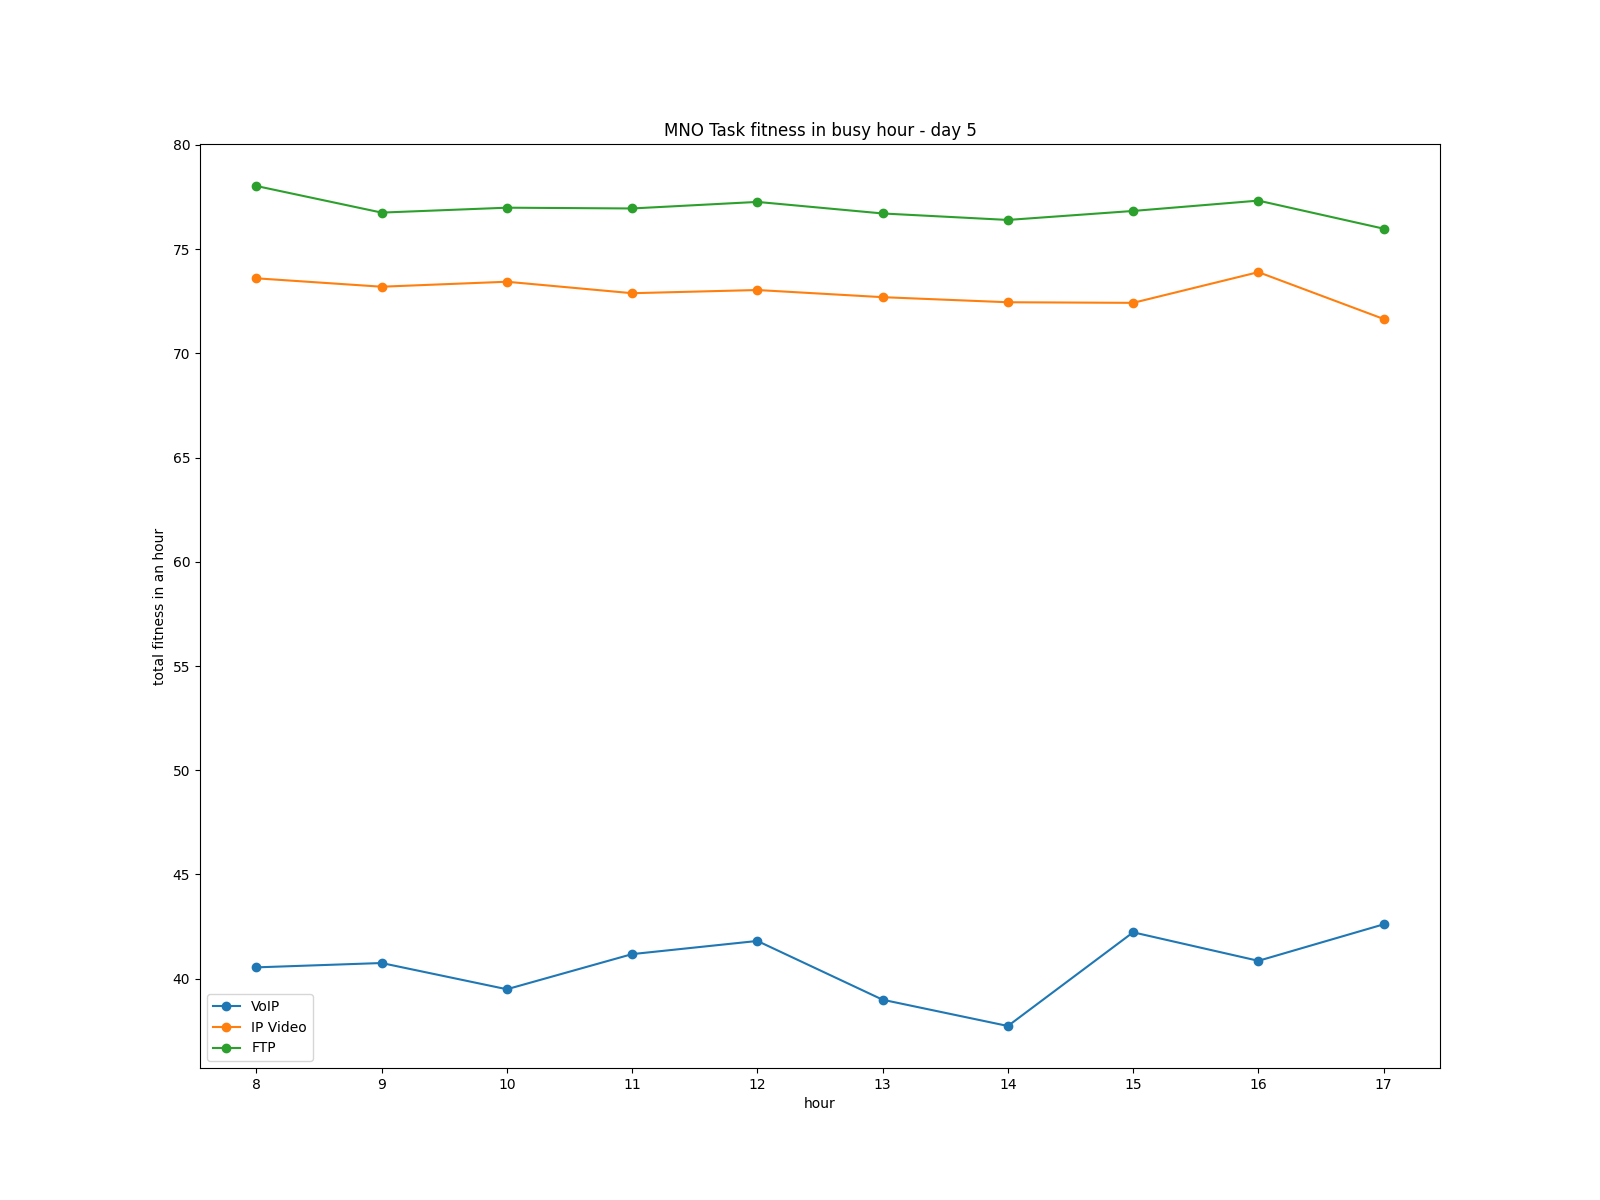 MNO Task fitness in busy hour - day 5
80
75
70
65
60
55
50
45
40
total fitness in an hour
VoIP
IP Video
FTP
8 9 10 11 12 13 14 15 16 17
hour